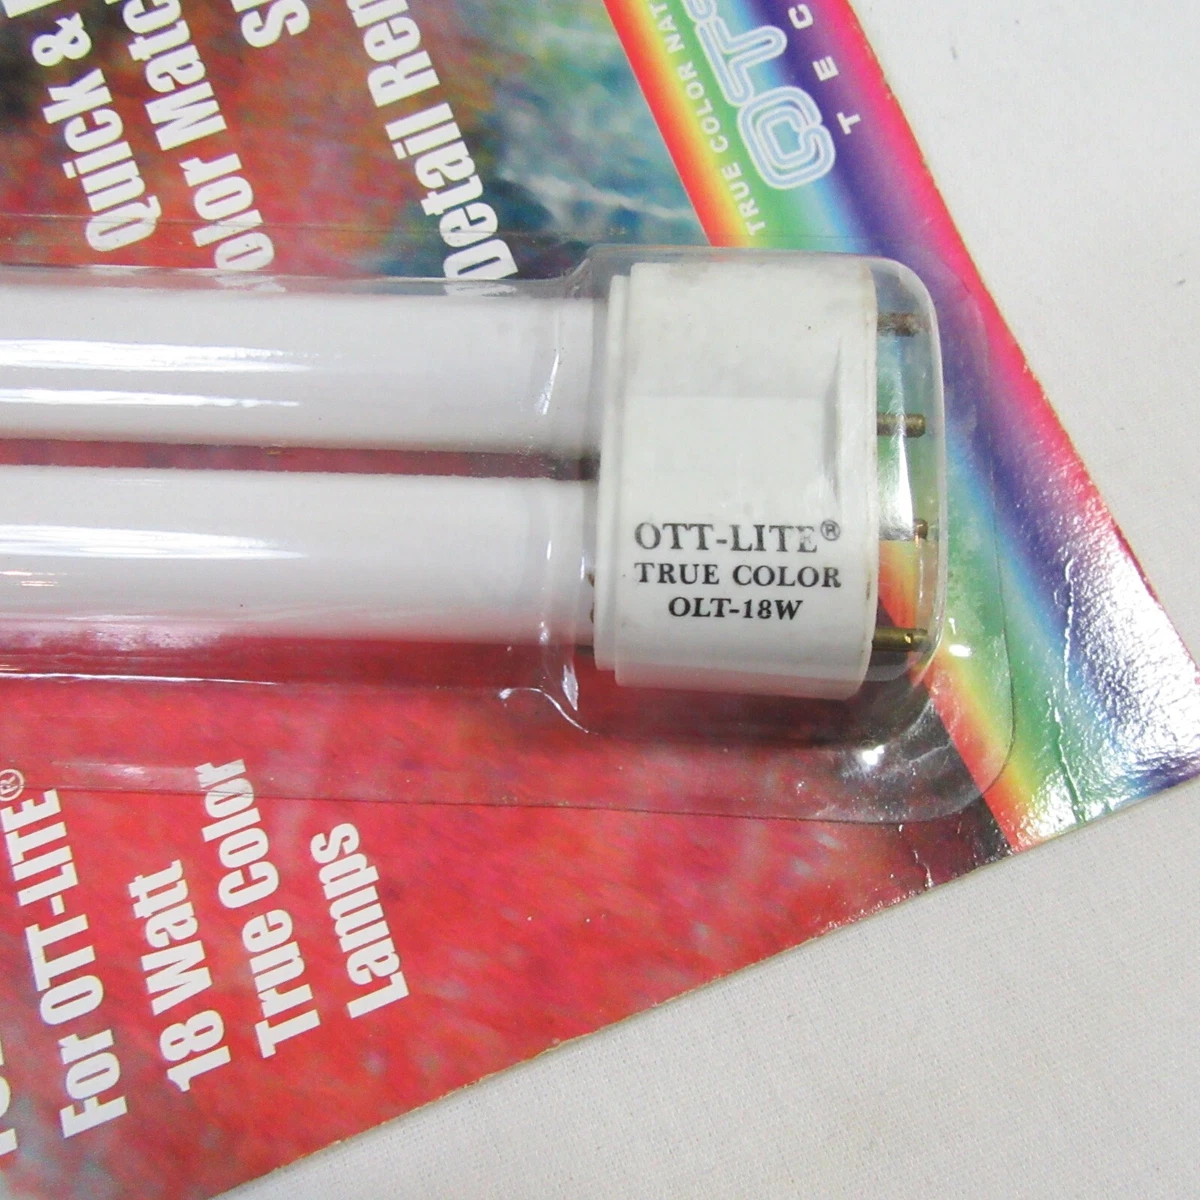 Quick &
olor Matc
Detail Ren
TRUE COLOR NAT
OTT
TEC
OTT-LITE®
TRUE COLOR
OLT-18W
For OTT-LITE®
18 Watt
True Color
Lamps